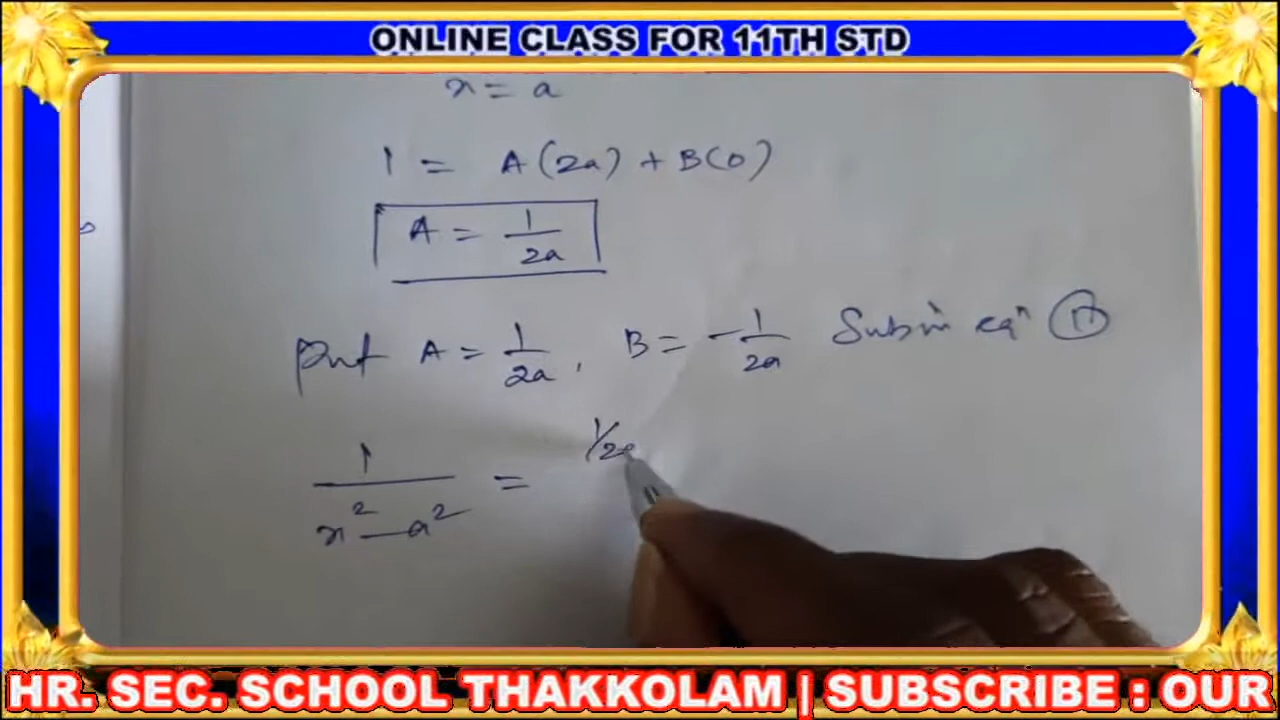 ONLINE CLASS FOR 11TH STD
x = a
1 = A(2a) + B(0)
A = 1/2a
Put A = 1/2a, B = -1/2a Sub in eqn ①
1/x²-a² = 1/2a
HR. SEC. SCHOOL THAKKOLAM | SUBSCRIBE : OUR